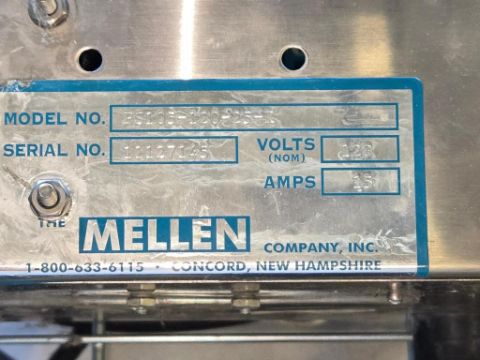 MODEL NO.
SERIAL NO. VOLTS
(NOM)
AMPS
THE
MELLEN
COMPANY, INC.
1-800-633-6115 · CONCORD, NEW HAMPSHIRE